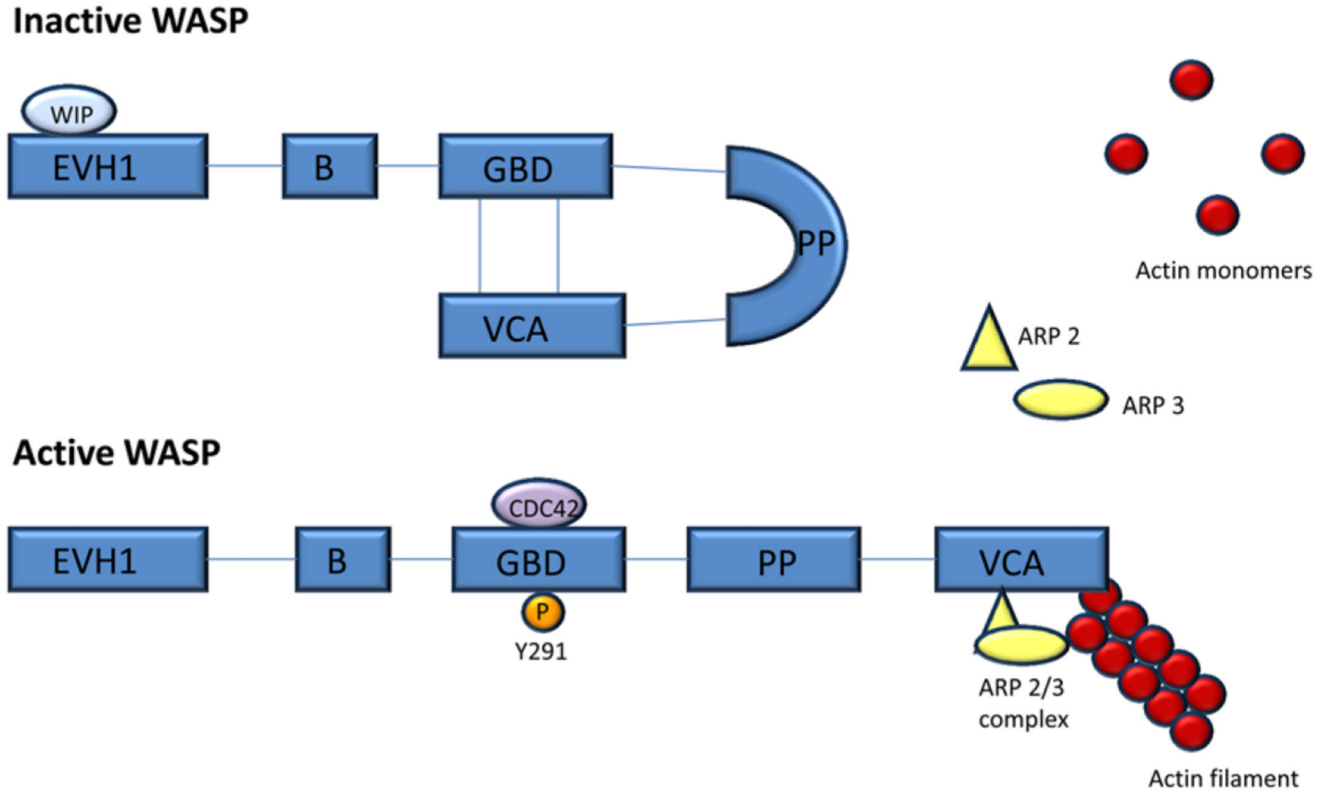 Inactive WASP
WIP
EVH1
B
GBD
PP
VCA
Actin monomers
ARP 2
ARP 3
Active WASP
CDC42
EVH1
B
GBD
PP
VCA
P
Y291
ARP 2/3
complex
Actin filament